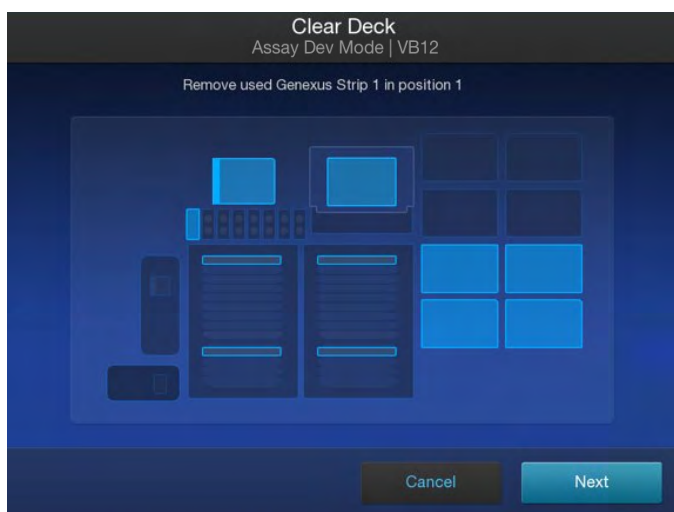 Clear Deck
Assay Dev Mode | VB12
Remove used Genexus Strip 1 in position 1
Cancel
Next